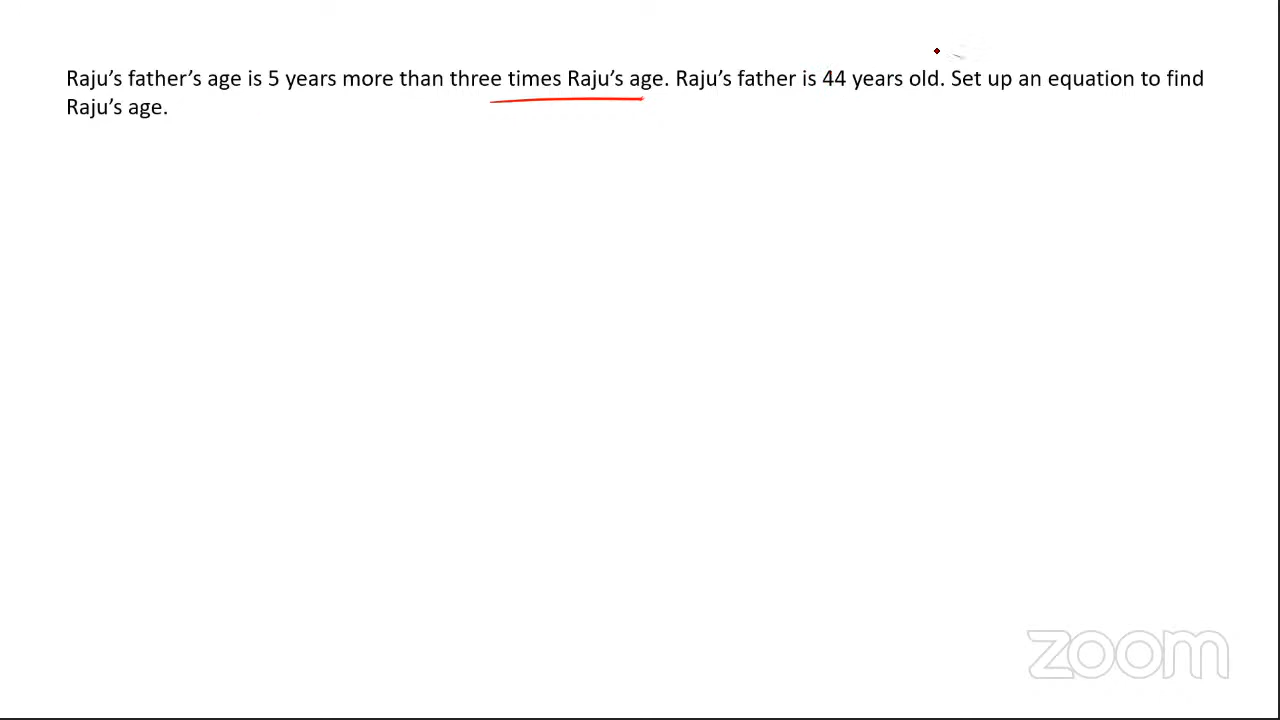 Raju’s father’s age is 5 years more than three times Raju’s age. Raju’s father is 44 years old. Set up an equation to find
Raju’s age.
zoom